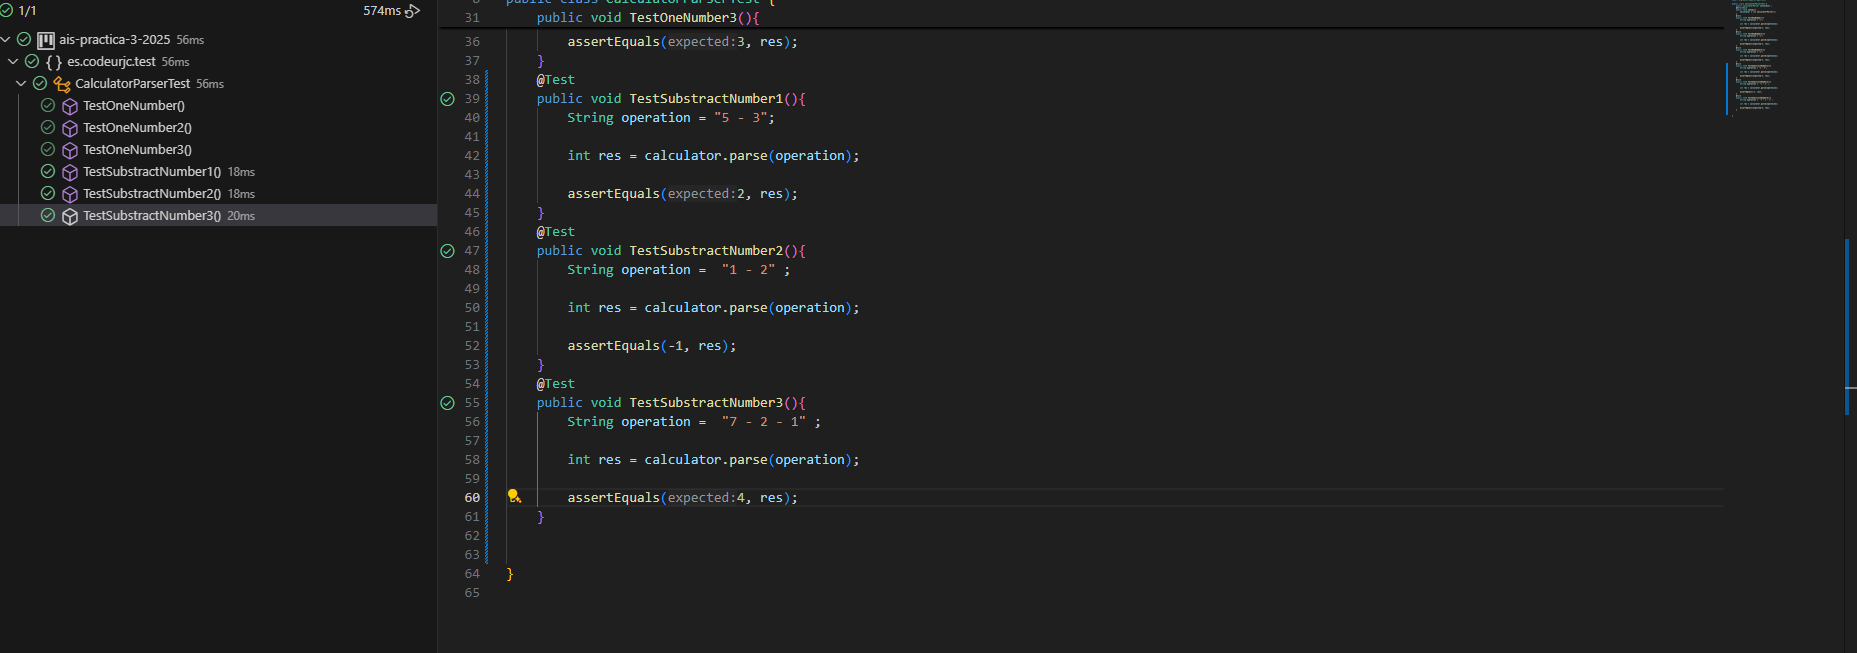 1/1 574ms
ais-practica-3-2025 56ms
{} es.codeurjc.test 56ms
CalculatorParserTest 56ms
TestOneNumber()
TestOneNumber2()
TestOneNumber3()
TestSubstractNumber1() 18ms
TestSubstractNumber2() 18ms
TestSubstractNumber3() 20ms
public class CalculatorParserTest {
31 public void TestOneNumber3(){
36 assertEquals(expected:3, res);
37 }
38 @Test
39 public void TestSubstractNumber1(){
40 String operation = "5 - 3";
41
42 int res = calculator.parse(operation);
43
44 assertEquals(expected:2, res);
45 }
46 @Test
47 public void TestSubstractNumber2(){
48 String operation =  "1 - 2" ;
49
50 int res = calculator.parse(operation);
51
52 assertEquals(-1, res);
53 }
54 @Test
55 public void TestSubstractNumber3(){
56 String operation =  "7 - 2 - 1" ;
57
58 int res = calculator.parse(operation);
59
60 assertEquals(expected:4, res);
61 }
62
63
64 }
65